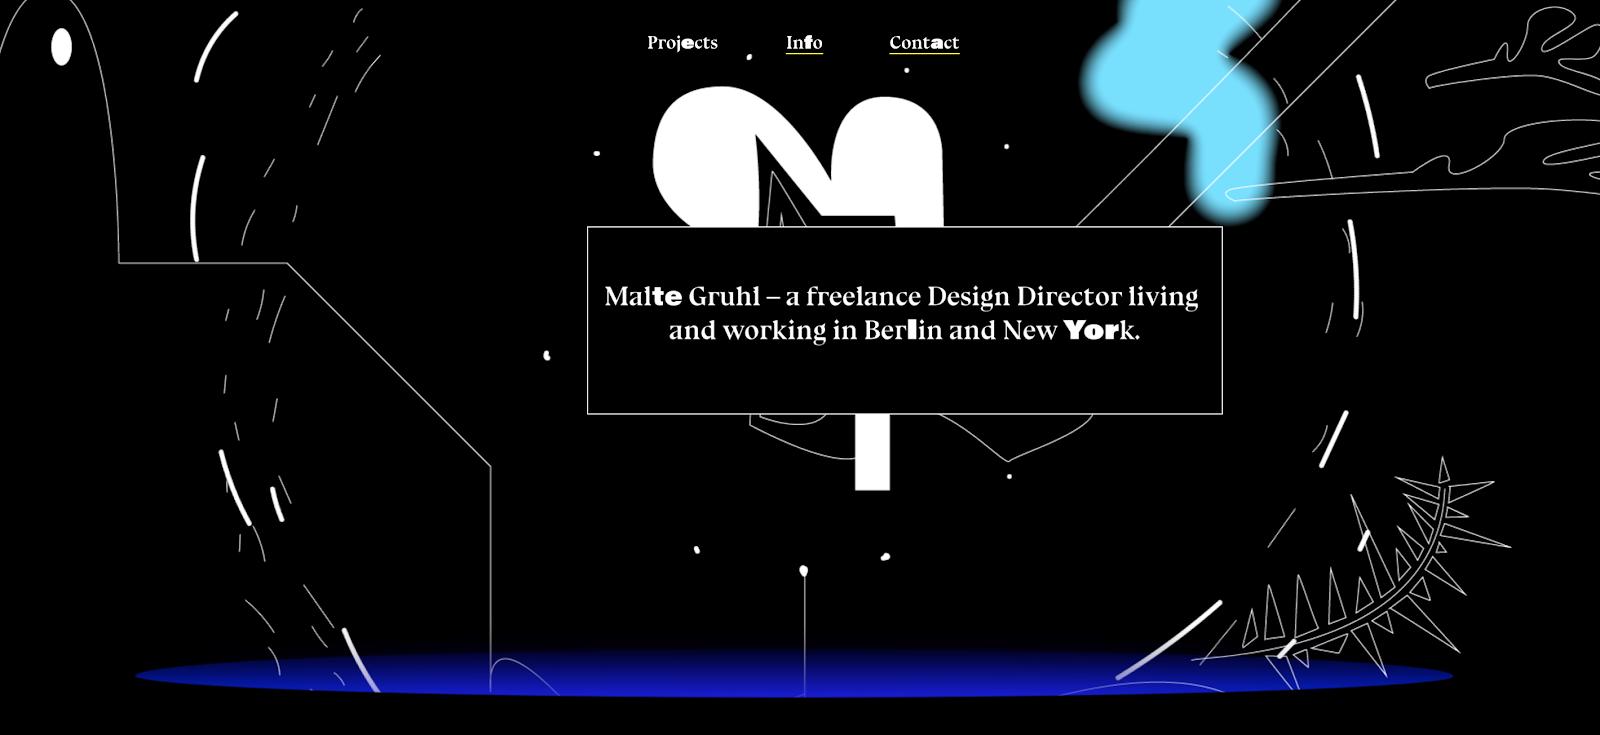 Projects Info Contact
Malte Gruhl – a freelance Design Director living
and working in Berlin and New York.